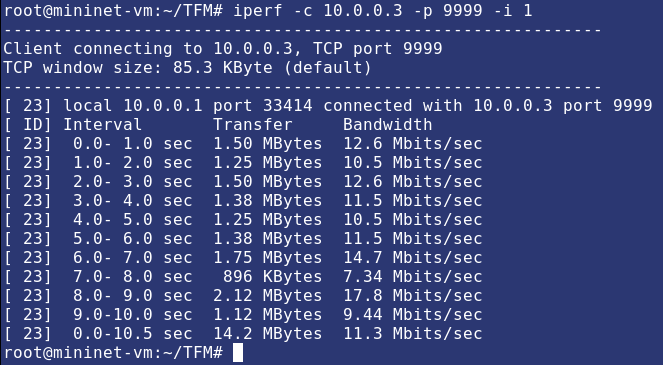 root@mininet-vm:~/TFM# iperf -c 10.0.0.3 -p 9999 -i 1
------------------------------------------------------------
Client connecting to 10.0.0.3, TCP port 9999
TCP window size: 85.3 KByte (default)
------------------------------------------------------------
[ 23] local 10.0.0.1 port 33414 connected with 10.0.0.3 port 9999
[ ID] Interval       Transfer     Bandwidth
[ 23]  0.0- 1.0 sec  1.50 MBytes  12.6 Mbits/sec
[ 23]  1.0- 2.0 sec  1.25 MBytes  10.5 Mbits/sec
[ 23]  2.0- 3.0 sec  1.50 MBytes  12.6 Mbits/sec
[ 23]  3.0- 4.0 sec  1.38 MBytes  11.5 Mbits/sec
[ 23]  4.0- 5.0 sec  1.25 MBytes  10.5 Mbits/sec
[ 23]  5.0- 6.0 sec  1.38 MBytes  11.5 Mbits/sec
[ 23]  6.0- 7.0 sec  1.75 MBytes  14.7 Mbits/sec
[ 23]  7.0- 8.0 sec   896 KBytes  7.34 Mbits/sec
[ 23]  8.0- 9.0 sec  2.12 MBytes  17.8 Mbits/sec
[ 23]  9.0-10.0 sec  1.12 MBytes  9.44 Mbits/sec
[ 23]  0.0-10.5 sec  14.2 MBytes  11.3 Mbits/sec
root@mininet-vm:~/TFM#